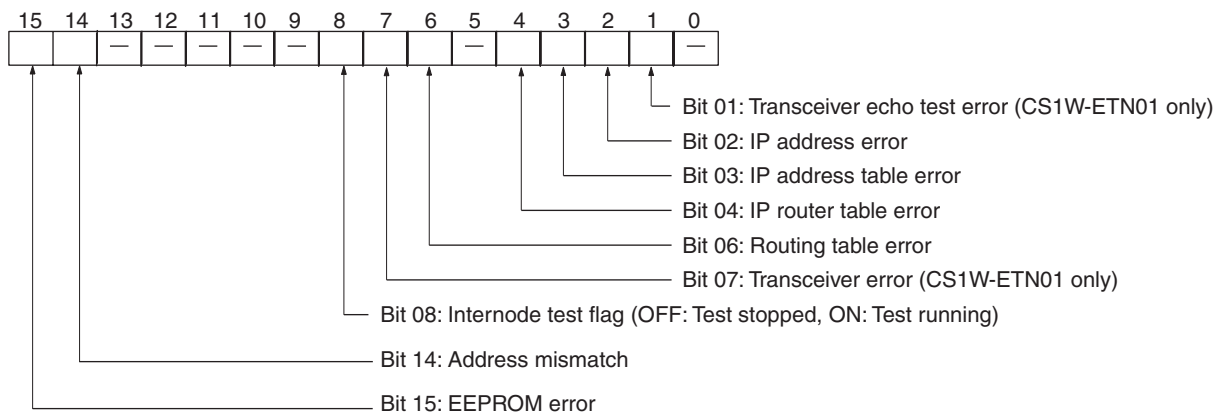 15 14 13 12 11 10 9 8 7 6 5 4 3 2 1 0
— — — — — — —
Bit 01: Transceiver echo test error (CS1W-ETN01 only)
Bit 02: IP address error
Bit 03: IP address table error
Bit 04: IP router table error
Bit 06: Routing table error
Bit 07: Transceiver error (CS1W-ETN01 only)
Bit 08: Internode test flag (OFF: Test stopped, ON: Test running)
Bit 14: Address mismatch
Bit 15: EEPROM error